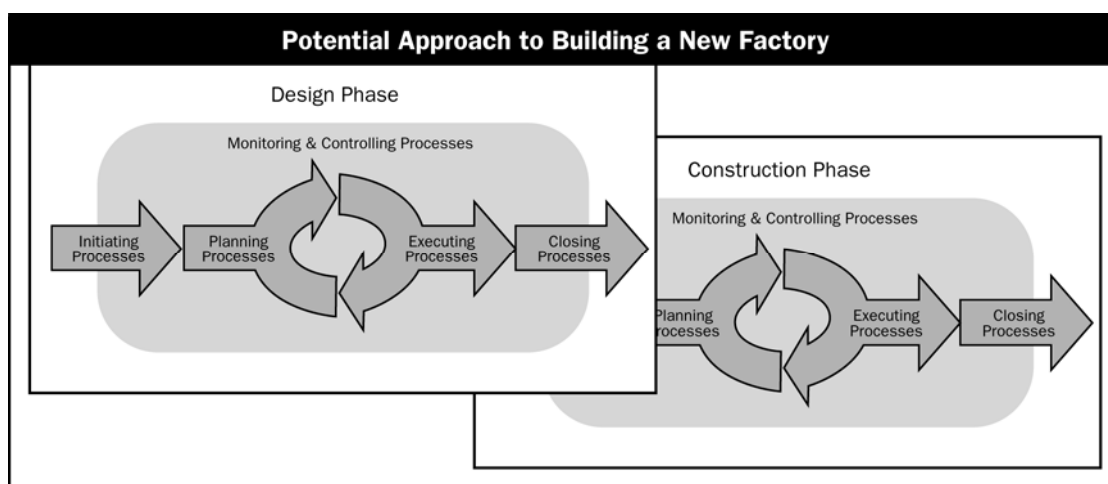 Potential Approach to Building a New Factory
Design Phase
Monitoring & Controlling Processes
Initiating
Processes
Planning
Processes
Executing
Processes
Closing
Processes
Construction Phase
Monitoring & Controlling Processes
Planning
Processes
Executing
Processes
Closing
Processes